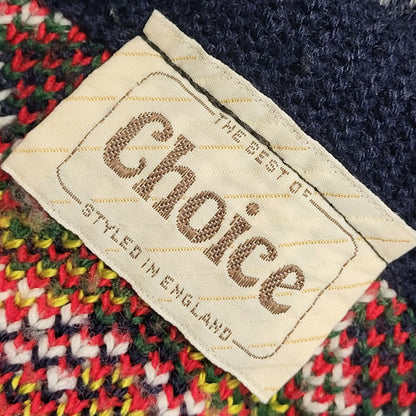 THE BEST OF
Choice
STYLED IN ENGLAND